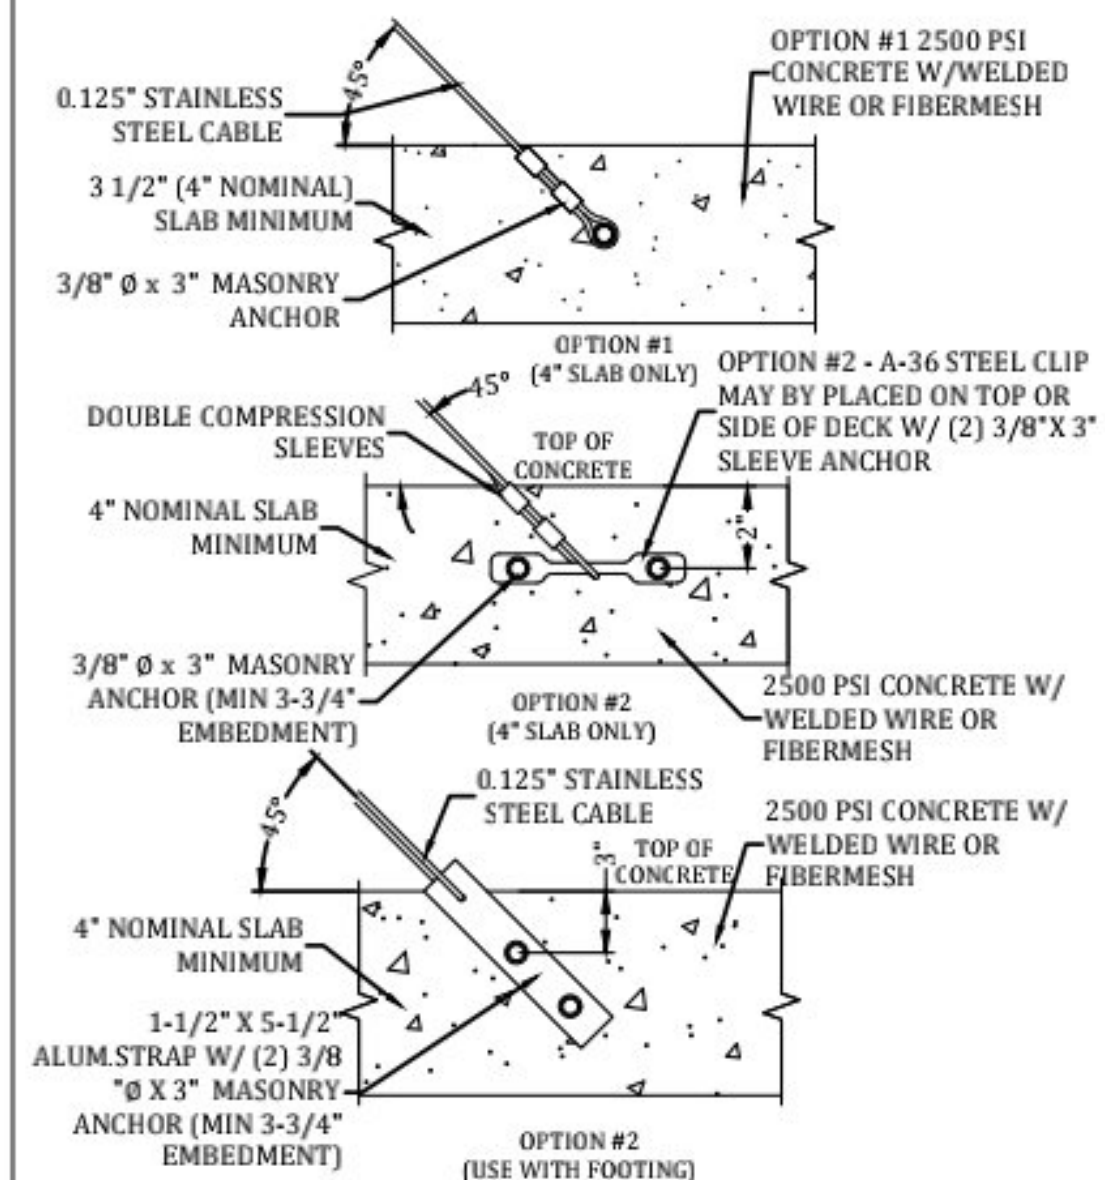 45°
0.125" STAINLESS
STEEL CABLE
OPTION #1 2500 PSI
CONCRETE W/WELDED
WIRE OR FIBERMESH
3 1/2" (4" NOMINAL)
SLAB MINIMUM
3/8" Ø x 3" MASONRY
ANCHOR
OPTION #1
(4" SLAB ONLY)
45°
DOUBLE COMPRESSION
SLEEVES
TOP OF
CONCRETE
OPTION #2 - A-36 STEEL CLIP
MAY BY PLACED ON TOP OR
SIDE OF DECK W/ (2) 3/8"X 3"
SLEEVE ANCHOR
4" NOMINAL SLAB
MINIMUM
2"
3/8" Ø x 3" MASONRY
ANCHOR (MIN 3-3/4"
EMBEDMENT)
OPTION #2
(4" SLAB ONLY)
2500 PSI CONCRETE W/
WELDED WIRE OR
FIBERMESH
45°
0.125" STAINLESS
STEEL CABLE
3"
TOP OF
CONCRETE
2500 PSI CONCRETE W/
WELDED WIRE OR
FIBERMESH
4" NOMINAL SLAB
MINIMUM
1-1/2" X 5-1/2"
ALUM.STRAP W/ (2) 3/8
"Ø X 3" MASONRY
ANCHOR (MIN 3-3/4"
EMBEDMENT)
OPTION #2
(USE WITH FOOTING)